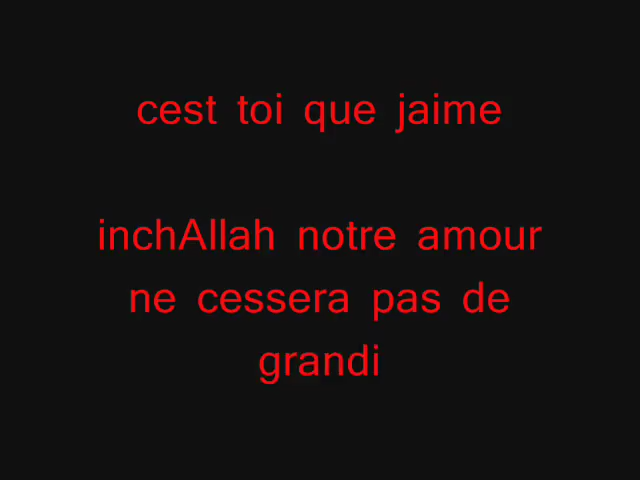 cest toi que jaime
inchAllah notre amour
ne cessera pas de
grandi